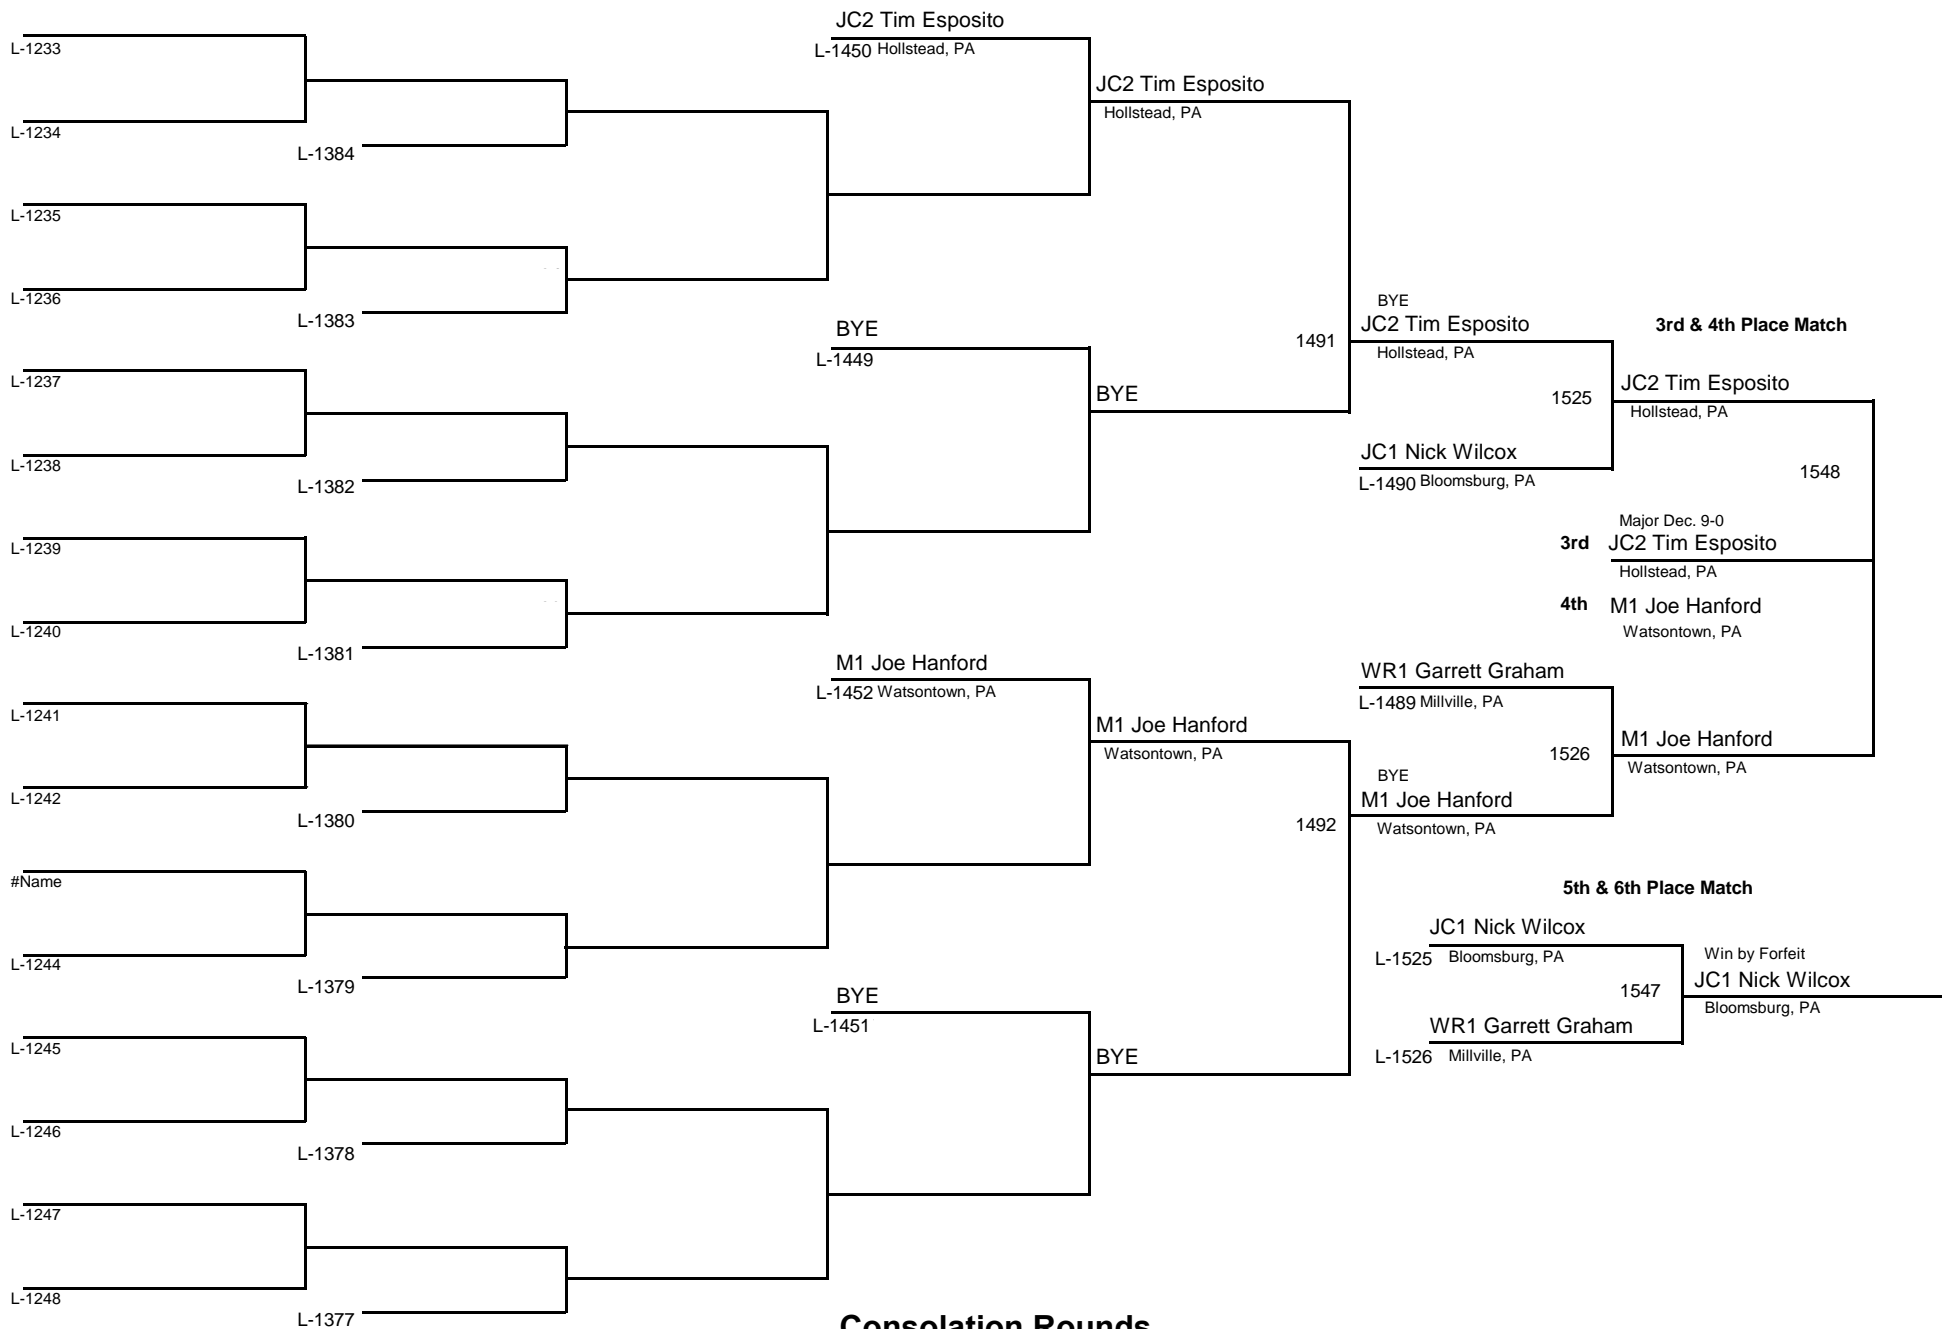 L-1233
L-1234
L-1384
L-1235
L-1236
L-1383
L-1237
L-1238
L-1382
L-1239
L-1240
L-1381
L-1241
L-1242
L-1380
#Name
L-1244
L-1379
L-1245
L-1246
L-1378
L-1247
L-1248
L-1377
JC2 Tim Esposito
L-1450 Hollstead, PA
BYE
L-1449
M1 Joe Hanford
L-1452 Watsontown, PA
BYE
L-1451
JC2 Tim Esposito
Hollstead, PA
BYE
M1 Joe Hanford
Watsontown, PA
BYE
1491
1492
BYE
JC2 Tim Esposito
Hollstead, PA
JC1 Nick Wilcox
L-1490 Bloomsburg, PA
1525
WR1 Garrett Graham
L-1489 Millville, PA
1526
BYE
M1 Joe Hanford
Watsontown, PA
3rd & 4th Place Match
JC2 Tim Esposito
Hollstead, PA
1548
Major Dec. 9-0
3rd JC2 Tim Esposito
Hollstead, PA
4th M1 Joe Hanford
Watsontown, PA
M1 Joe Hanford
Watsontown, PA
5th & 6th Place Match
JC1 Nick Wilcox
L-1525 Bloomsburg, PA
1547
WR1 Garrett Graham
L-1526 Millville, PA
Win by Forfeit
JC1 Nick Wilcox
Bloomsburg, PA
Consolation Rounds